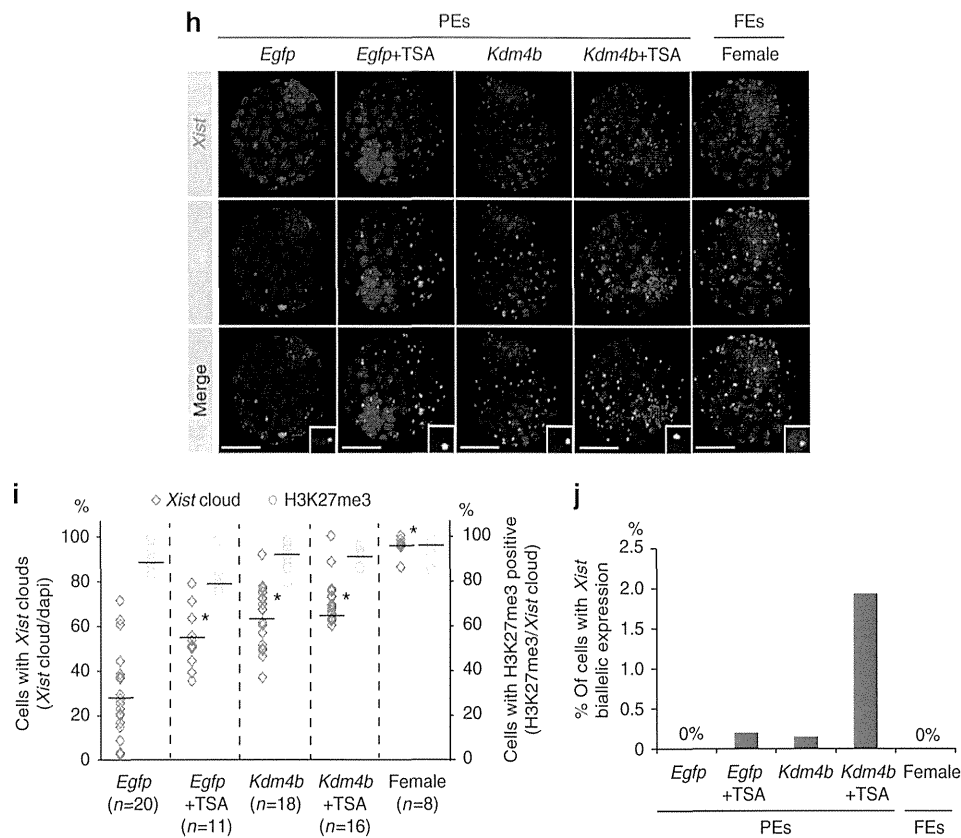 h
PEs
FEs
Egfp
Egfp+TSA
Kdm4b
Kdm4b+TSA
Female
Xist
Merge
i
Xist cloud
H3K27me3
%
%
100
80
60
40
20
0
Cells with Xist clouds
(Xist cloud/dapi)
*
*
*
*
100
80
60
40
20
0
Cells with H3K27me3 positive
(H3K27me3/Xist cloud)
Egfp
(n=20)
Egfp
+TSA
(n=11)
Kdm4b
(n=18)
Kdm4b
+TSA
(n=16)
Female
(n=8)
j
%
2.5
2.0
1.5
1.0
0.5
0
% Of cells with Xist
biallelic expression
0%
0%
Egfp
Egfp
+TSA
Kdm4b
Kdm4b
+TSA
Female
PEs
FEs